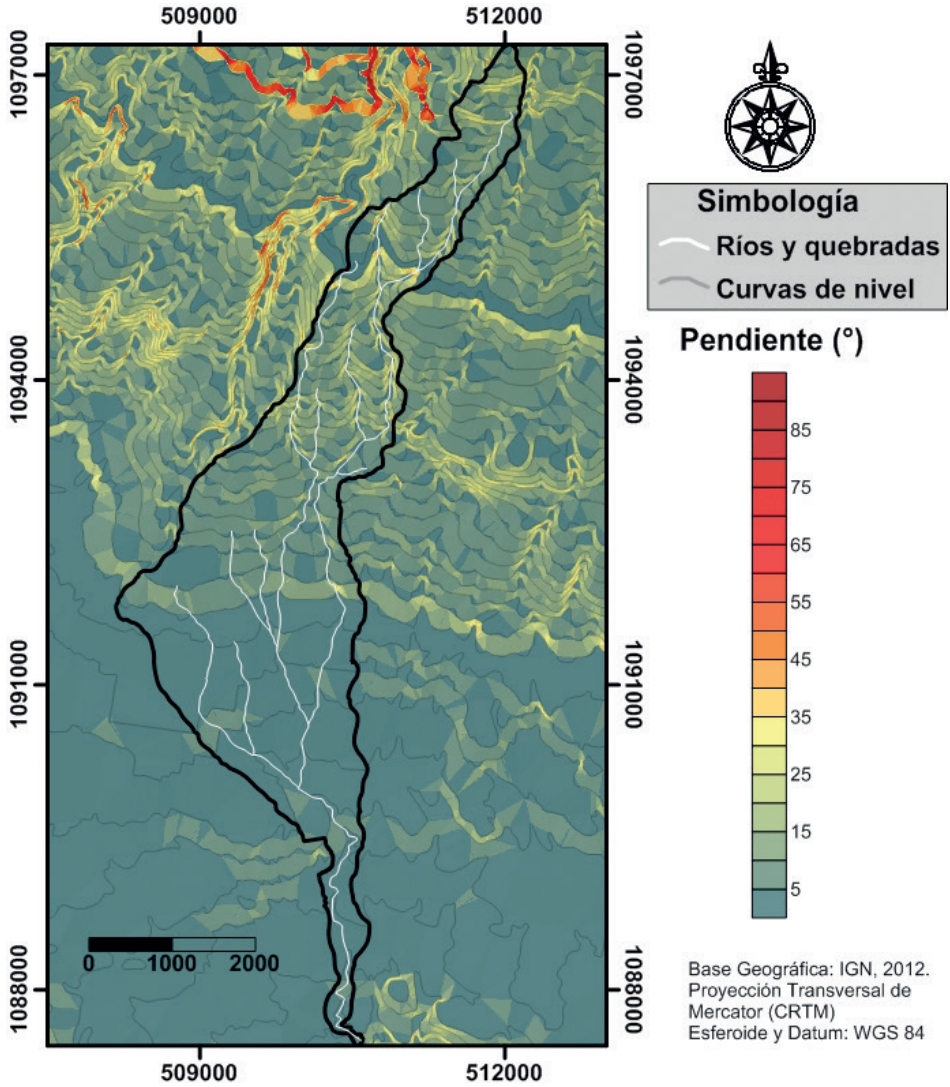 509000 512000
1097000 1097000
Simbología
Ríos y quebradas
Curvas de nivel
Pendiente (°)
1094000 1094000
85
75
65
55
45
35
25
15
5
1091000 1091000
0 1000 2000
1088000 1088000
Base Geográfica: IGN, 2012.
Proyección Transversal de
Mercator (CRTM)
Esferoide y Datum: WGS 84
509000 512000